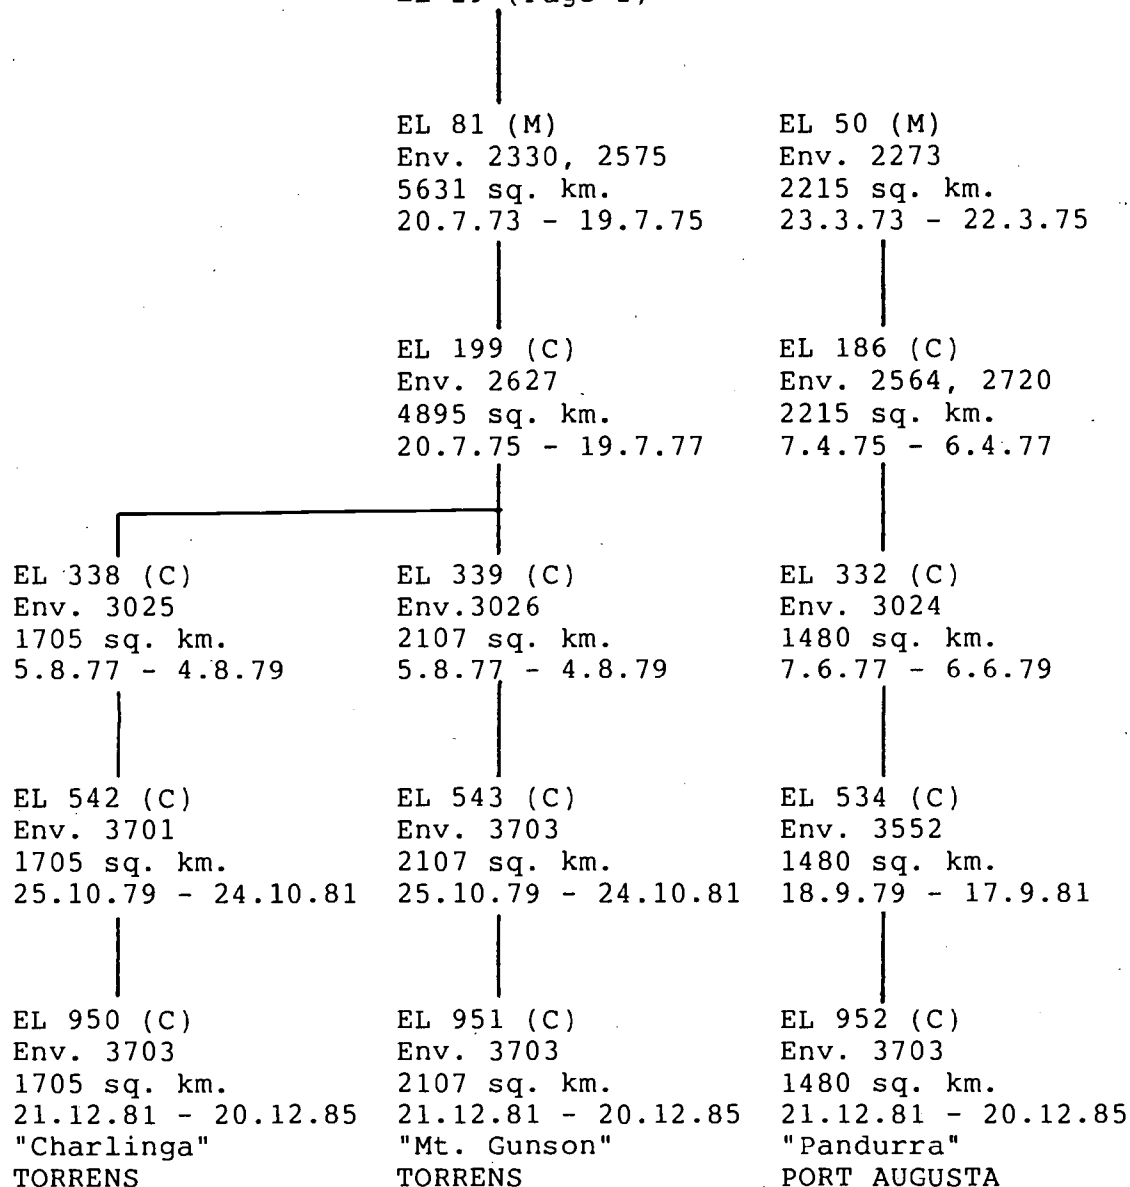 EL 81 (M)
Env. 2330, 2575
5631 sq. km.
20.7.73 - 19.7.75
EL 50 (M)
Env. 2273
2215 sq. km.
23.3.73 - 22.3.75
EL 199 (C)
Env. 2627
4895 sq. km.
20.7.75 - 19.7.77
EL 186 (C)
Env. 2564, 2720
2215 sq. km.
7.4.75 - 6.4.77
EL 338 (C)
Env. 3025
1705 sq. km.
5.8.77 - 4.8.79
EL 339 (C)
Env.3026
2107 sq. km.
5.8.77 - 4.8.79
EL 332 (C)
Env. 3024
1480 sq. km.
7.6.77 - 6.6.79
EL 542 (C)
Env. 3701
1705 sq. km.
25.10.79 - 24.10.81
EL 543 (C)
Env. 3703
2107 sq. km.
25.10.79 - 24.10.81
EL 534 (C)
Env. 3552
1480 sq. km.
18.9.79 - 17.9.81
EL 950 (C)
Env. 3703
1705 sq. km.
21.12.81 - 20.12.85
"Charlinga"
TORRENS
EL 951 (C)
Env. 3703
2107 sq. km.
21.12.81 - 20.12.85
"Mt. Gunson"
TORRENS
EL 952 (C)
Env. 3703
1480 sq. km.
21.12.81 - 20.12.85
"Pandurra"
PORT AUGUSTA